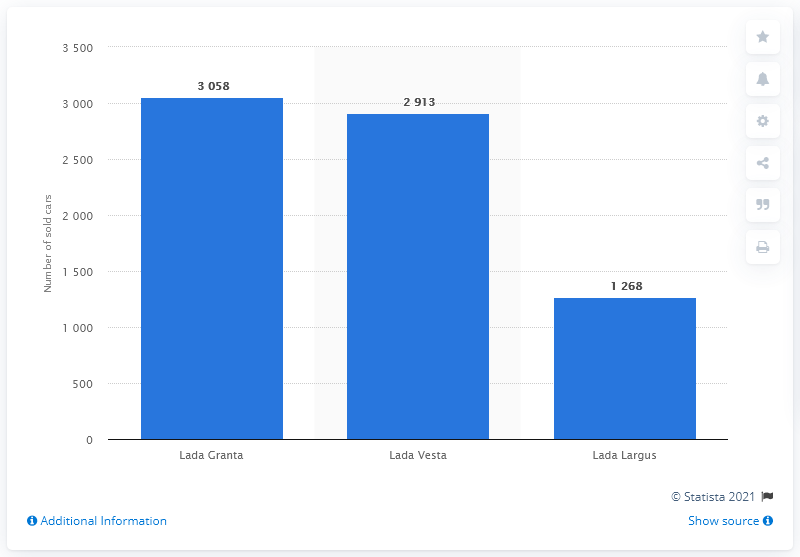 3 500
3 000
2 500
2 000
1 500
1 000
500
0
Number of sold cars
3 058
2 913
1 268
Lada Granta
Lada Vesta
Lada Largus
© Statista 2021
Additional Information
Show source